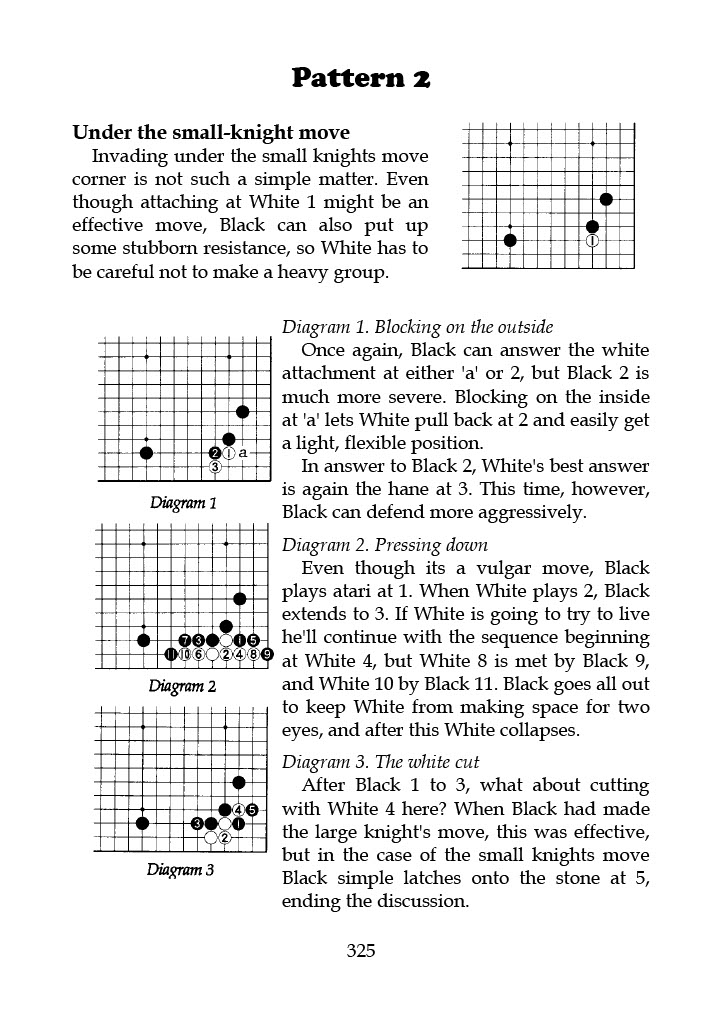 Pattern 2
Under the small-knight move
Invading under the small knights move
corner is not such a simple matter. Even
though attaching at White 1 might be an
effective move, Black can also put up
some stubborn resistance, so White has to
be careful not to make a heavy group.
1
Diagram 1. Blocking on the outside
Once again, Black can answer the white
attachment at either 'a' or 2, but Black 2 is
much more severe. Blocking on the inside
at 'a' lets White pull back at 2 and easily get
a light, flexible position.
In answer to Black 2, White's best answer
is again the hane at 3. This time, however,
Black can defend more aggressively.
2 1 a
3
Diagram 1
Diagram 2. Pressing down
Even though its a vulgar move, Black
plays atari at 1. When White plays 2, Black
extends to 3. If White is going to try to live
he'll continue with the sequence beginning
at White 4, but White 8 is met by Black 9,
and White 10 by Black 11. Black goes all out
to keep White from making space for two
eyes, and after this White collapses.
7 3 1 5
11 10 6 2 4 8 9
Diagram 2
Diagram 3. The white cut
After Black 1 to 3, what about cutting
with White 4 here? When Black had made
the large knight's move, this was effective,
but in the case of the small knights move
Black simple latches onto the stone at 5,
ending the discussion.
4 5
3 1
2
Diagram 3
325